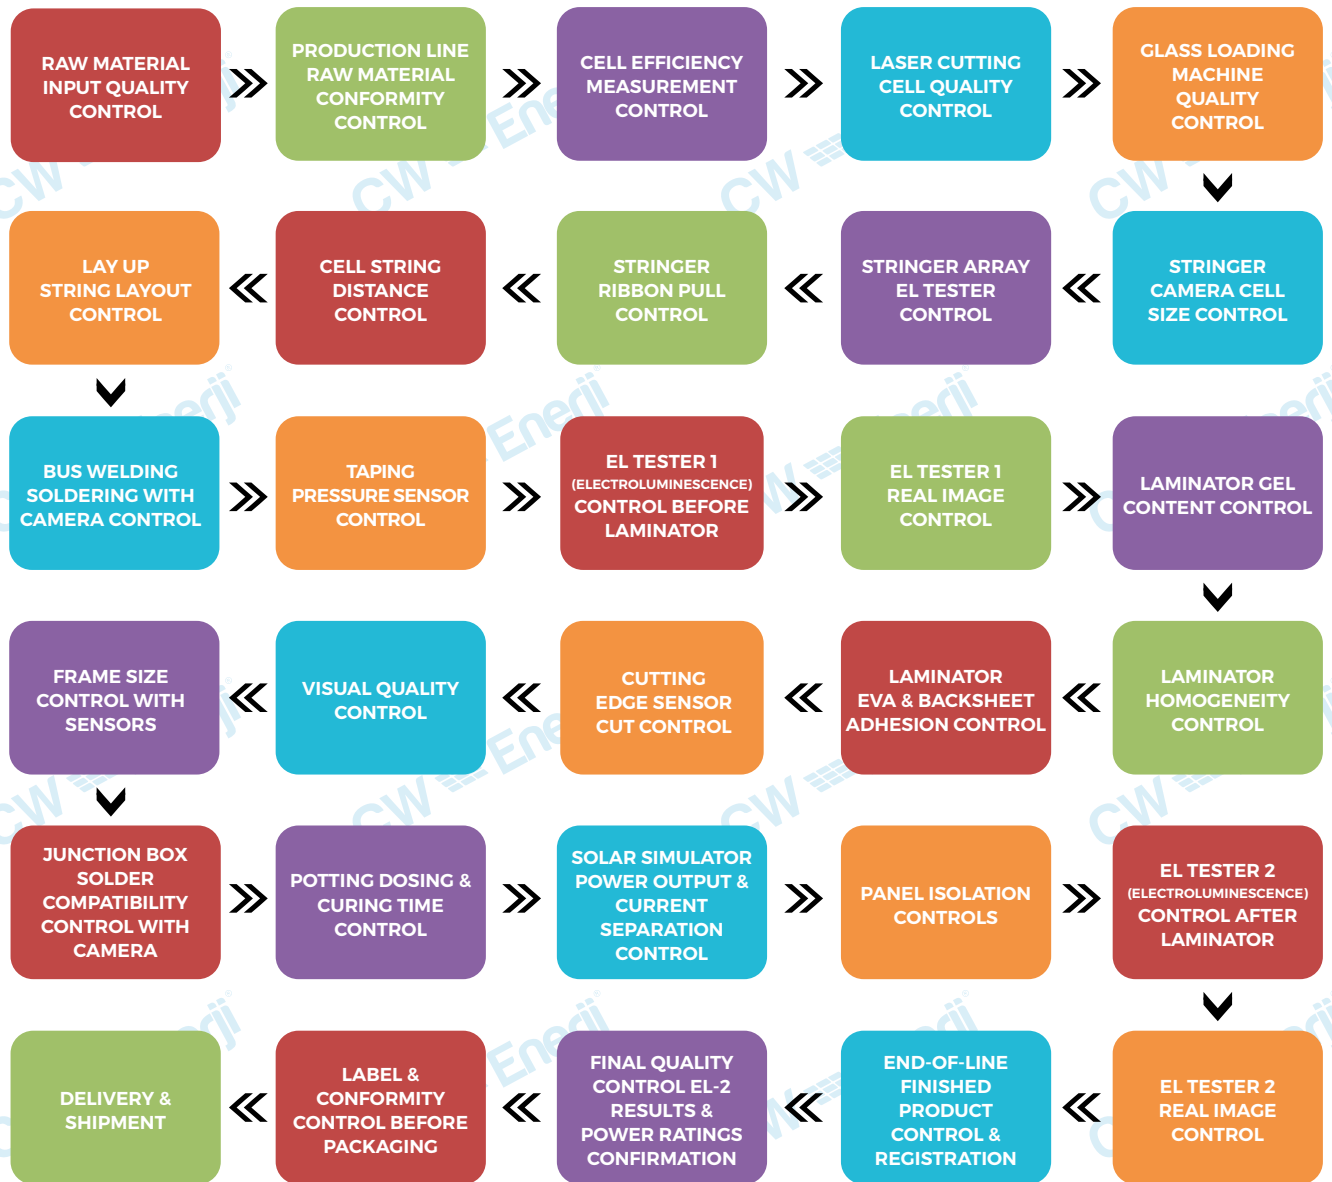 RAW MATERIAL
INPUT QUALITY
CONTROL
PRODUCTION LINE
RAW MATERIAL
CONFORMITY
CONTROL
CELL EFFICIENCY
MEASUREMENT
CONTROL
LASER CUTTING
CELL QUALITY
CONTROL
GLASS LOADING
MACHINE
QUALITY
CONTROL
STRINGER
CAMERA CELL
SIZE CONTROL
STRINGER ARRAY
EL TESTER
CONTROL
STRINGER
RIBBON PULL
CONTROL
CELL STRING
DISTANCE
CONTROL
LAY UP
STRING LAYOUT
CONTROL
BUS WELDING
SOLDERING WITH
CAMERA CONTROL
TAPING
PRESSURE SENSOR
CONTROL
EL TESTER 1
(ELECTROLUMINESCENCE)
CONTROL BEFORE
LAMINATOR
EL TESTER 1
REAL IMAGE
CONTROL
LAMINATOR GEL
CONTENT CONTROL
LAMINATOR
HOMOGENEITY
CONTROL
LAMINATOR
EVA & BACKSHEET
ADHESION CONTROL
CUTTING
EDGE SENSOR
CUT CONTROL
VISUAL QUALITY
CONTROL
FRAME SIZE
CONTROL WITH
SENSORS
JUNCTION BOX
SOLDER
COMPATIBILITY
CONTROL WITH
CAMERA
POTTING DOSING &
CURING TIME
CONTROL
SOLAR SIMULATOR
POWER OUTPUT &
CURRENT
SEPARATION
CONTROL
PANEL ISOLATION
CONTROLS
EL TESTER 2
(ELECTROLUMINESCENCE)
CONTROL AFTER
LAMINATOR
EL TESTER 2
REAL IMAGE
CONTROL
END-OF-LINE
FINISHED
PRODUCT
CONTROL &
REGISTRATION
FINAL QUALITY
CONTROL EL-2
RESULTS &
POWER RATINGS
CONFIRMATION
LABEL &
CONFORMITY
CONTROL BEFORE
PACKAGING
DELIVERY &
SHIPMENT
CW Enerji